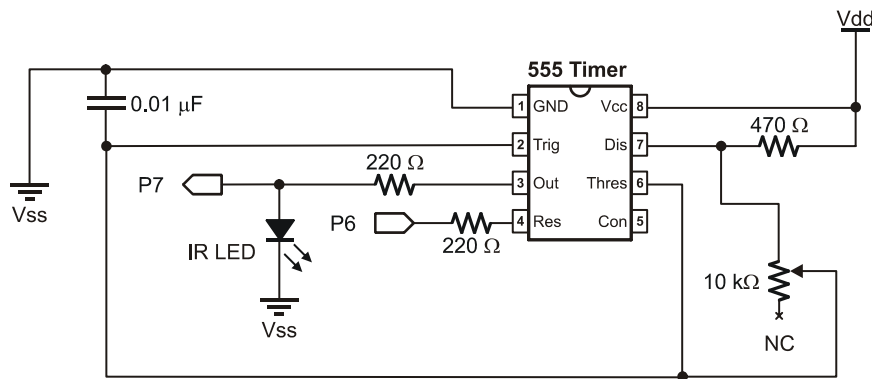 Vdd
555 Timer
0.01 µF
1 GND Vcc 8
470 Ω
2 Trig Dis 7
220 Ω
P7
3 Out Thres 6
Vss
P6
4 Res Con 5
IR LED
220 Ω
10 kΩ
Vss
NC